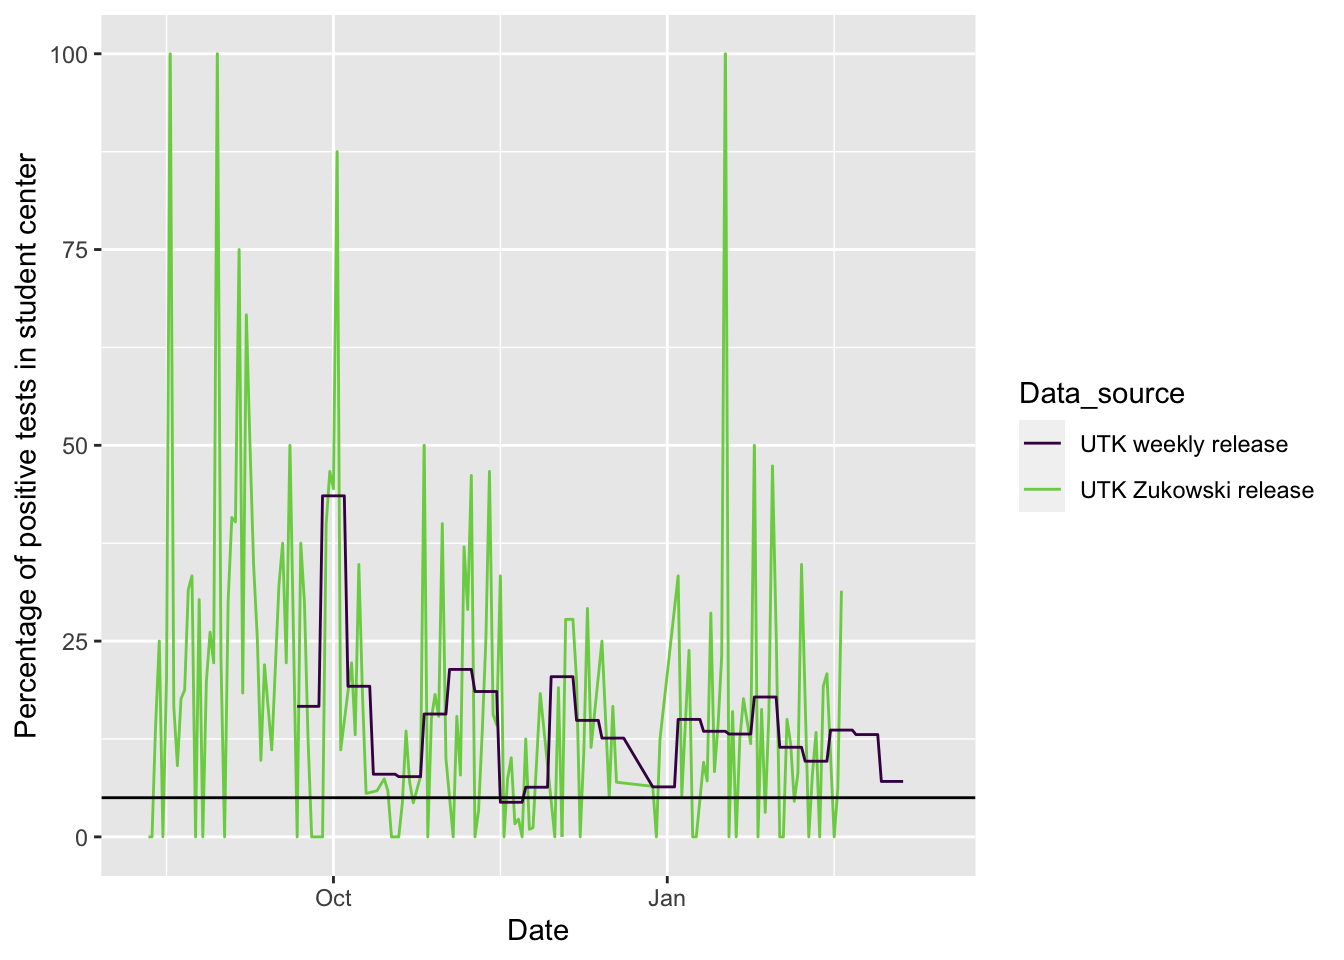 Percentage of positive tests in student center
100
75
50
25
0
Oct
Jan
Date
Data_source
UTK weekly release
UTK Zukowski release